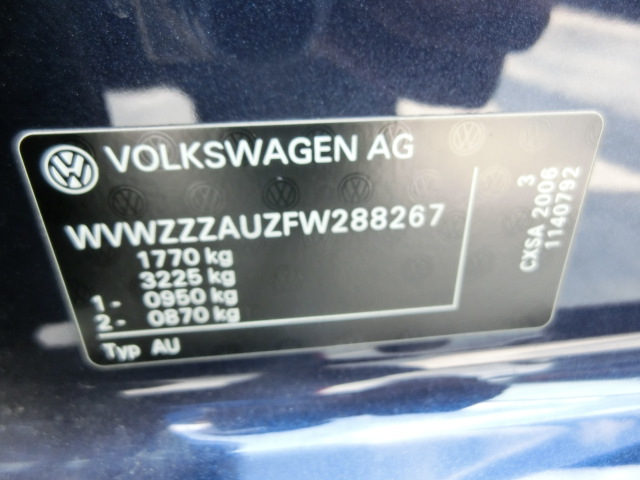 VOLKSWAGEN AG
WVWZZZAUZFW288267
1770 kg
3225 kg
1- 0950 kg
2- 0870 kg
Typ AU
3
CXSA 2006
1140792